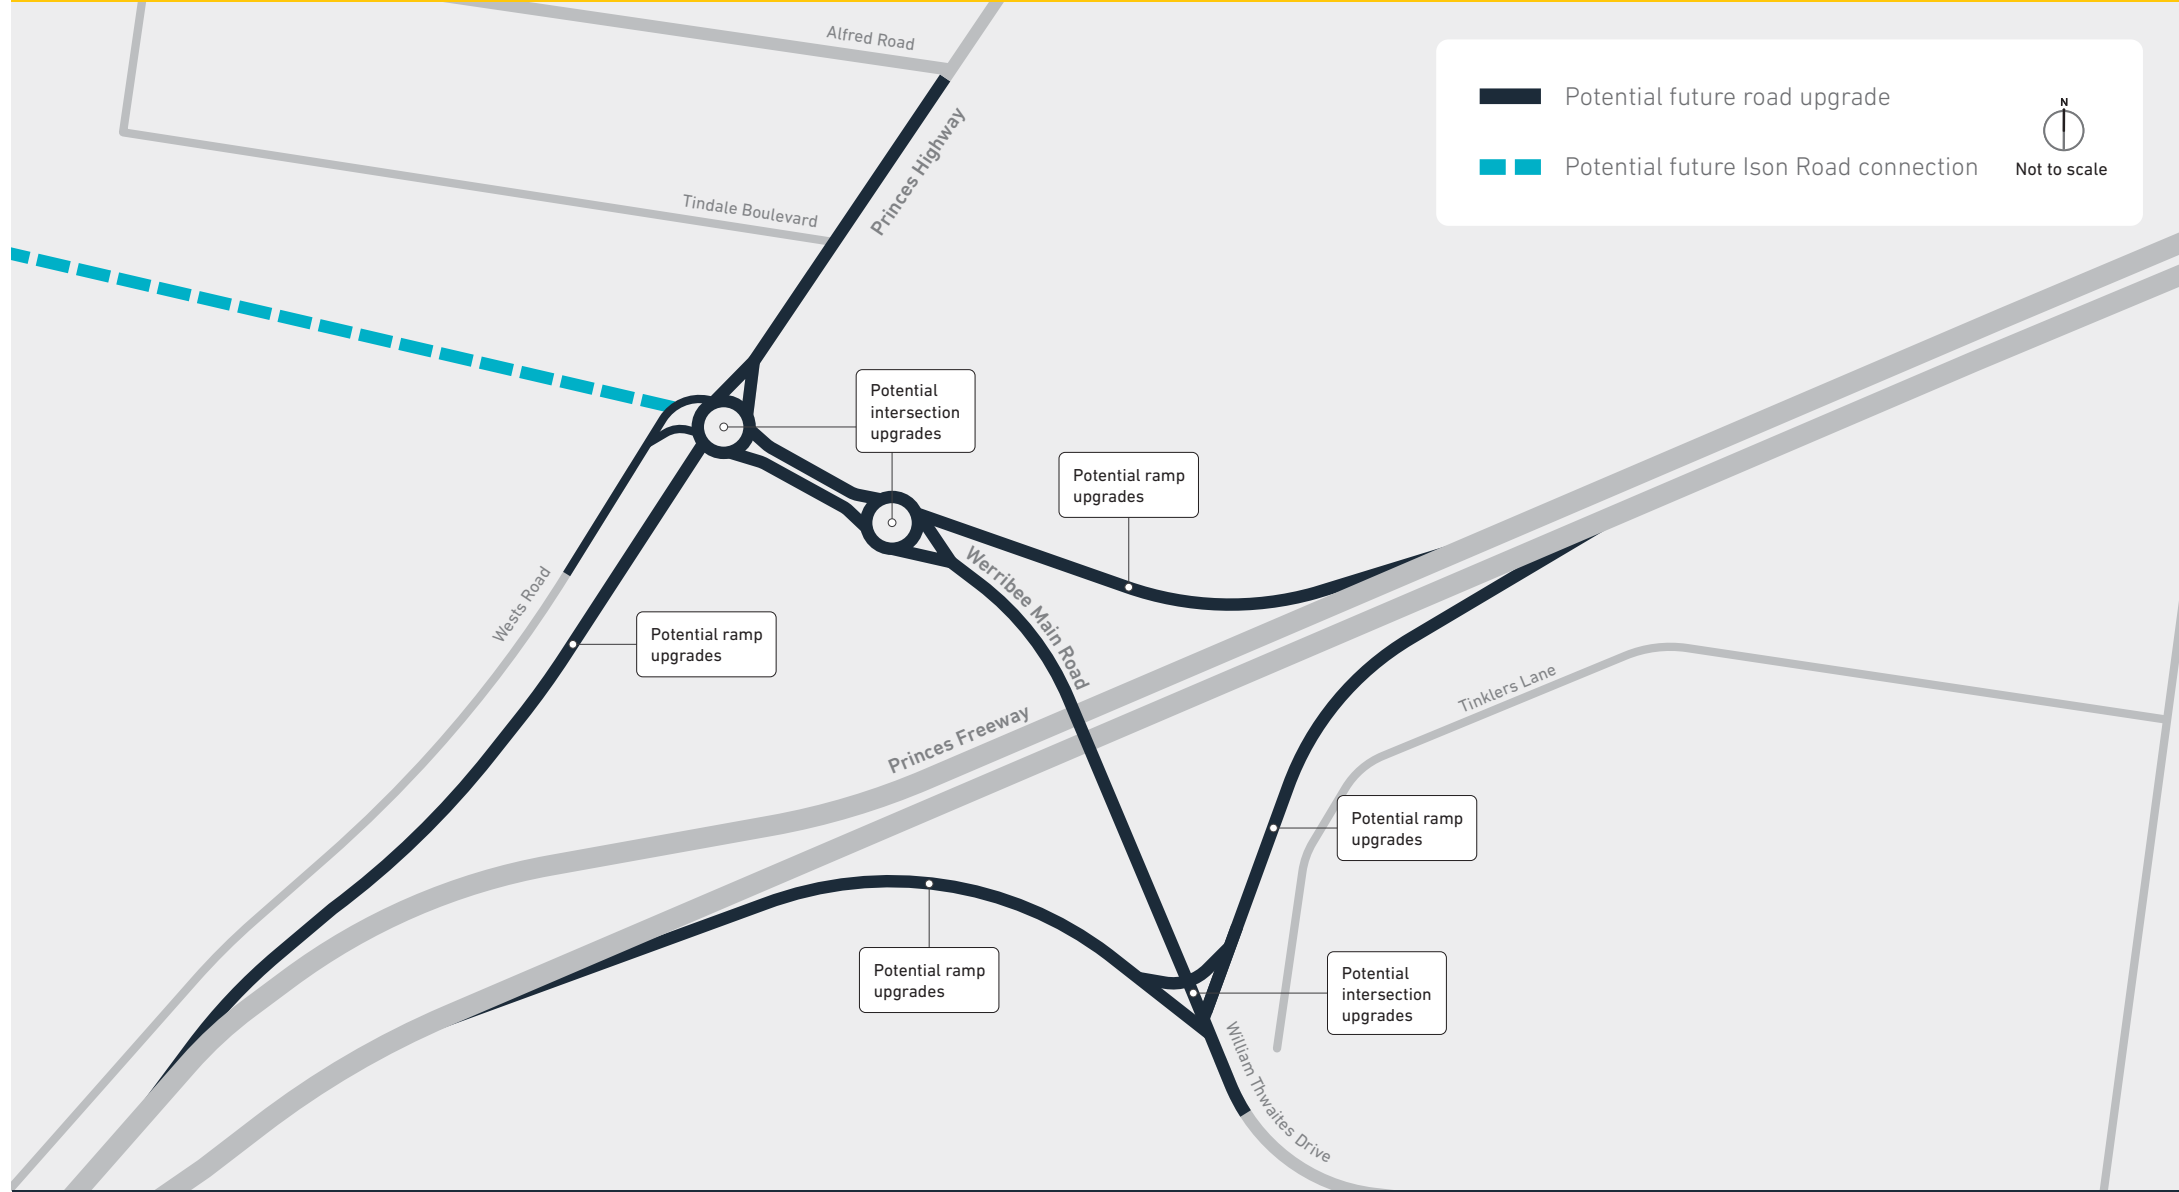 Alfred Road
Potential future road upgrade
N
Princes Highway
Potential future Ison Road connection
Not to scale
Tindale Boulevard
Potential
intersection
upgrades
Potential ramp
upgrades
Werribee Main Road
Wests Road
Potential ramp
upgrades
Tinklers Lane
Princes Freeway
Potential ramp
upgrades
Potential ramp
upgrades
Potential
intersection
upgrades
William Thwaites Drive